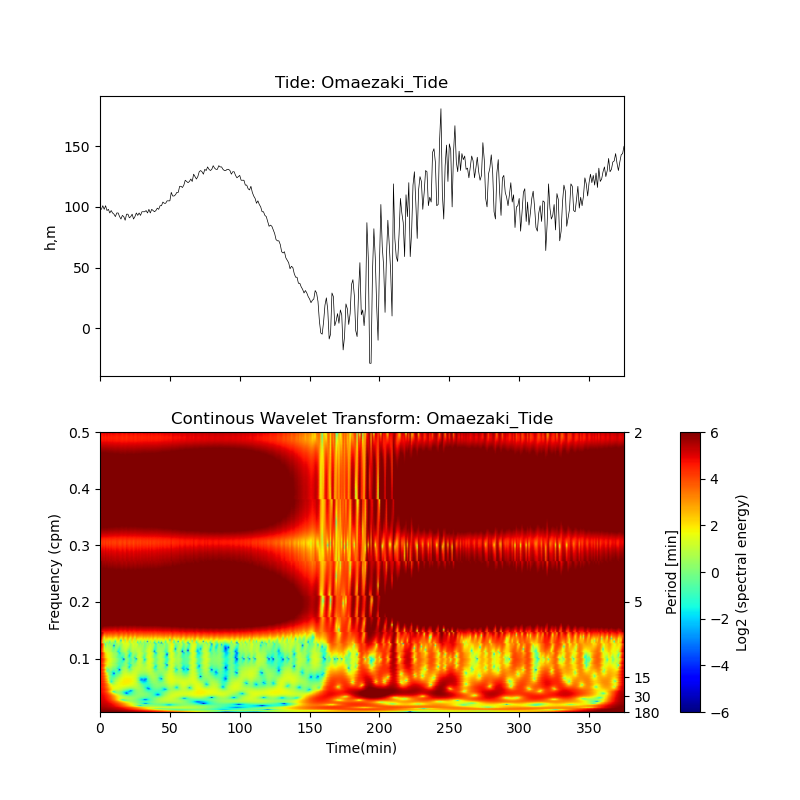 Tide: Omaezaki_Tide
150
100
50
0
h,m
Continous Wavelet Transform: Omaezaki_Tide
0.5
0.4
0.3
0.2
0.1
Frequency (cpm)
0 50 100 150 200 250 300 350
Time(min)
2
5
15
30
180
Period [min]
6
4
2
0
−2
−4
−6
Log2 (spectral energy)